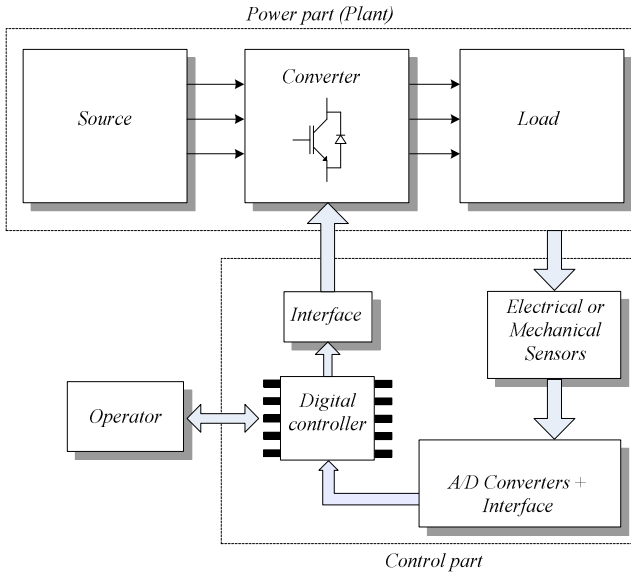 Power part (Plant)
Source
Converter
Load
Interface
Electrical or
Mechanical
Sensors
Operator
Digital
controller
A/D Converters +
Interface
Control part